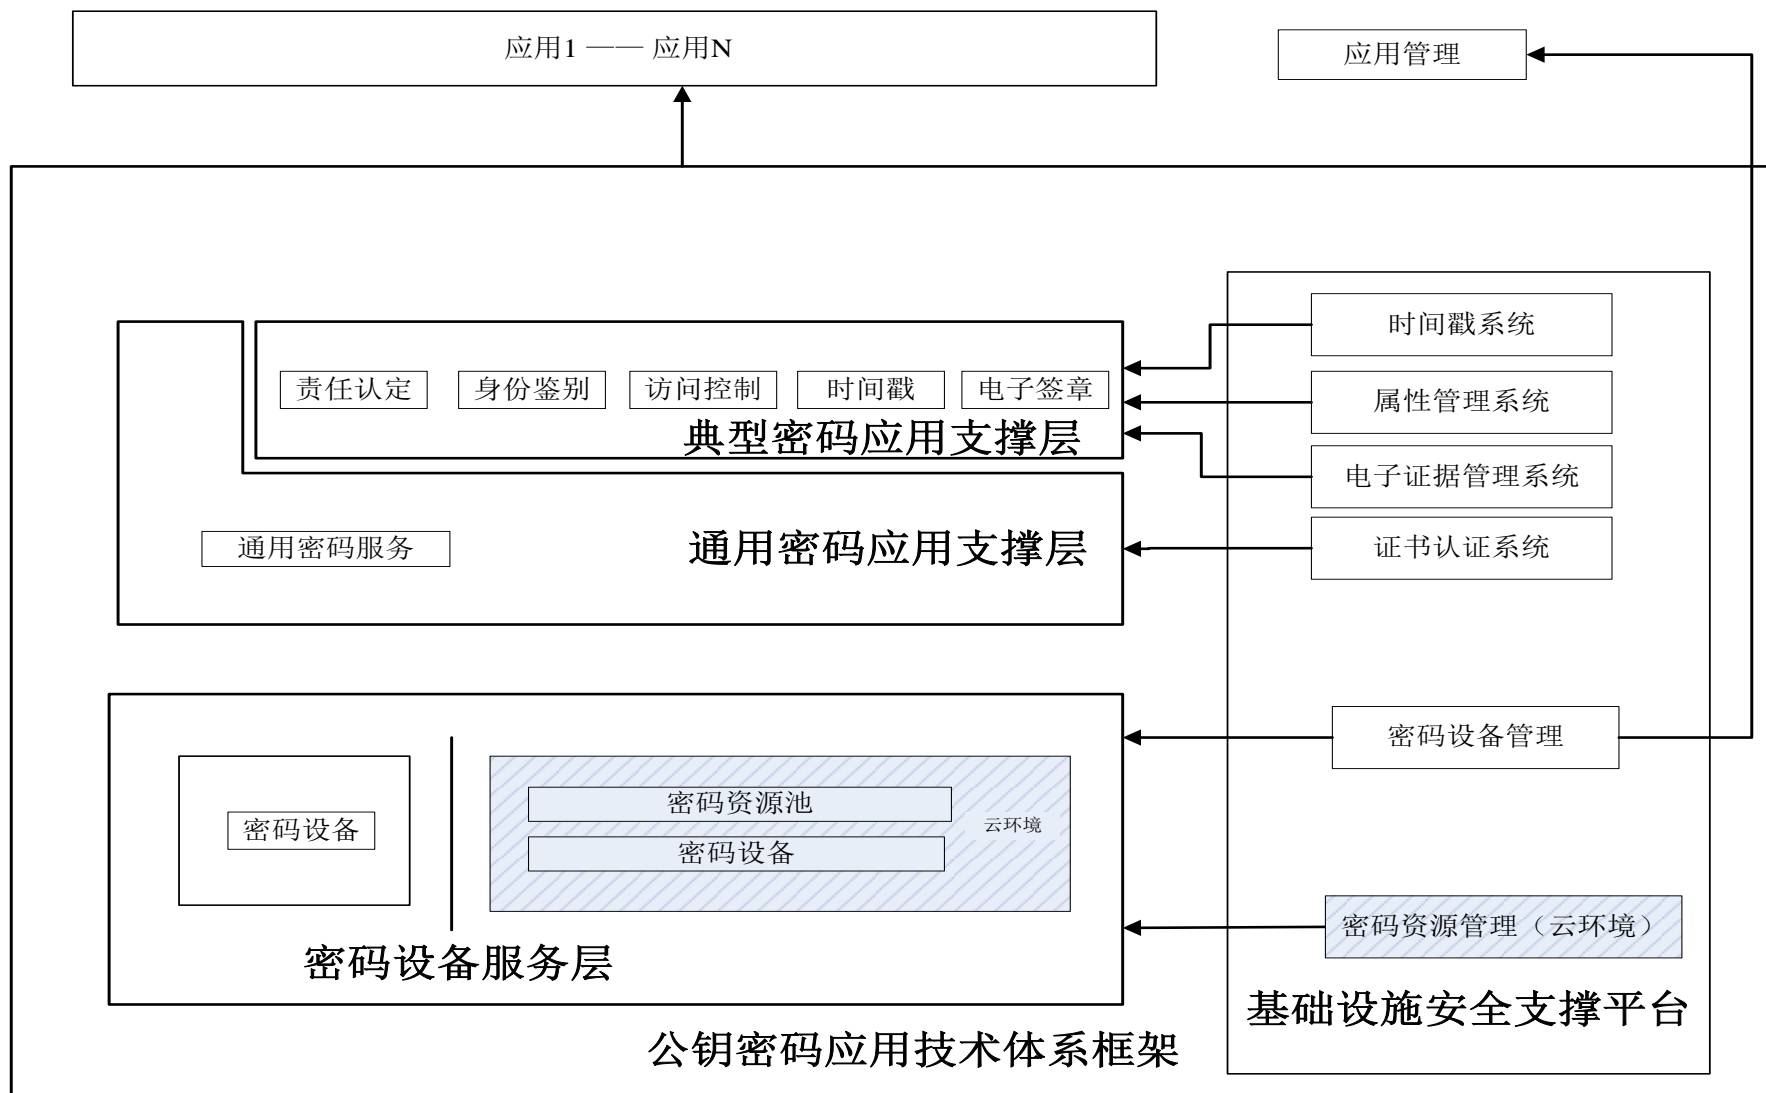 应用1 —— 应用N
应用管理
时间戳系统
责任认定
身份鉴别
访问控制
时间戳
电子签章
属性管理系统
典型密码应用支撑层
电子证据管理系统
通用密码服务
通用密码应用支撑层
证书认证系统
密码设备管理
密码设备
密码资源池
云环境
密码设备
密码资源管理（云环境）
密码设备服务层
基础设施安全支撑平台
公钥密码应用技术体系框架